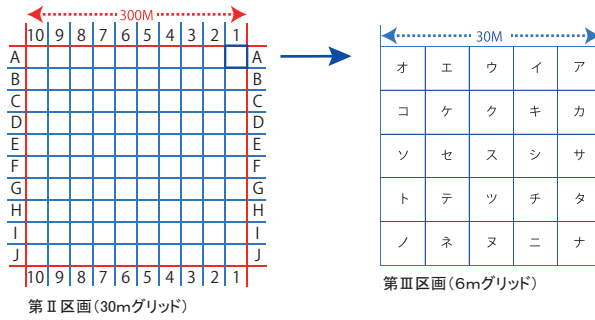 300M
10 9 8 7 6 5 4 3 2 1
A A
B B
C C
D D
E E
F F
G G
H H
I I
J J
10 9 8 7 6 5 4 3 2 1
第Ⅱ区画(30mグリッド)
30M
オ エ ウ イ ア
コ ケ ク キ カ
ソ セ ス シ サ
ト テ ツ チ タ
ノ ネ ヌ ニ ナ
第Ⅲ区画(6mグリッド)